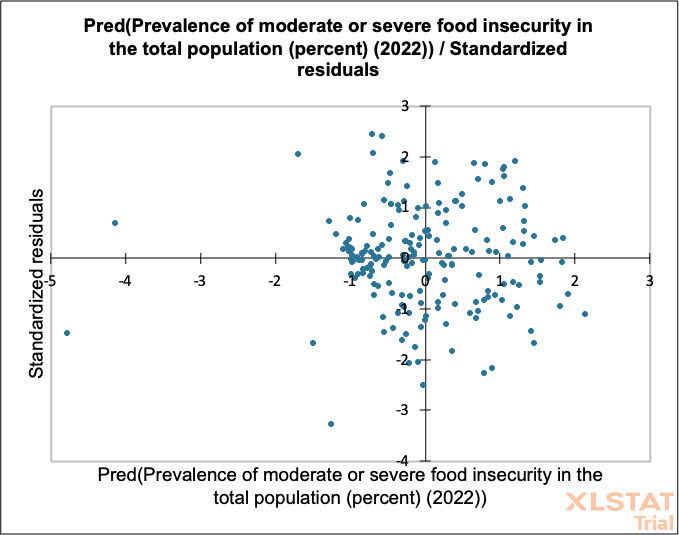 Pred(Prevalence of moderate or severe food insecurity in
the total population (percent) (2022)) / Standardized
residuals
3
2
1
0
-5
-4
-3
-2
-1
0
1
2
3
-1
-2
-3
-4
Standardized residuals
Pred(Prevalence of moderate or severe food insecurity in the
total population (percent) (2022))
XLSTAT
Trial